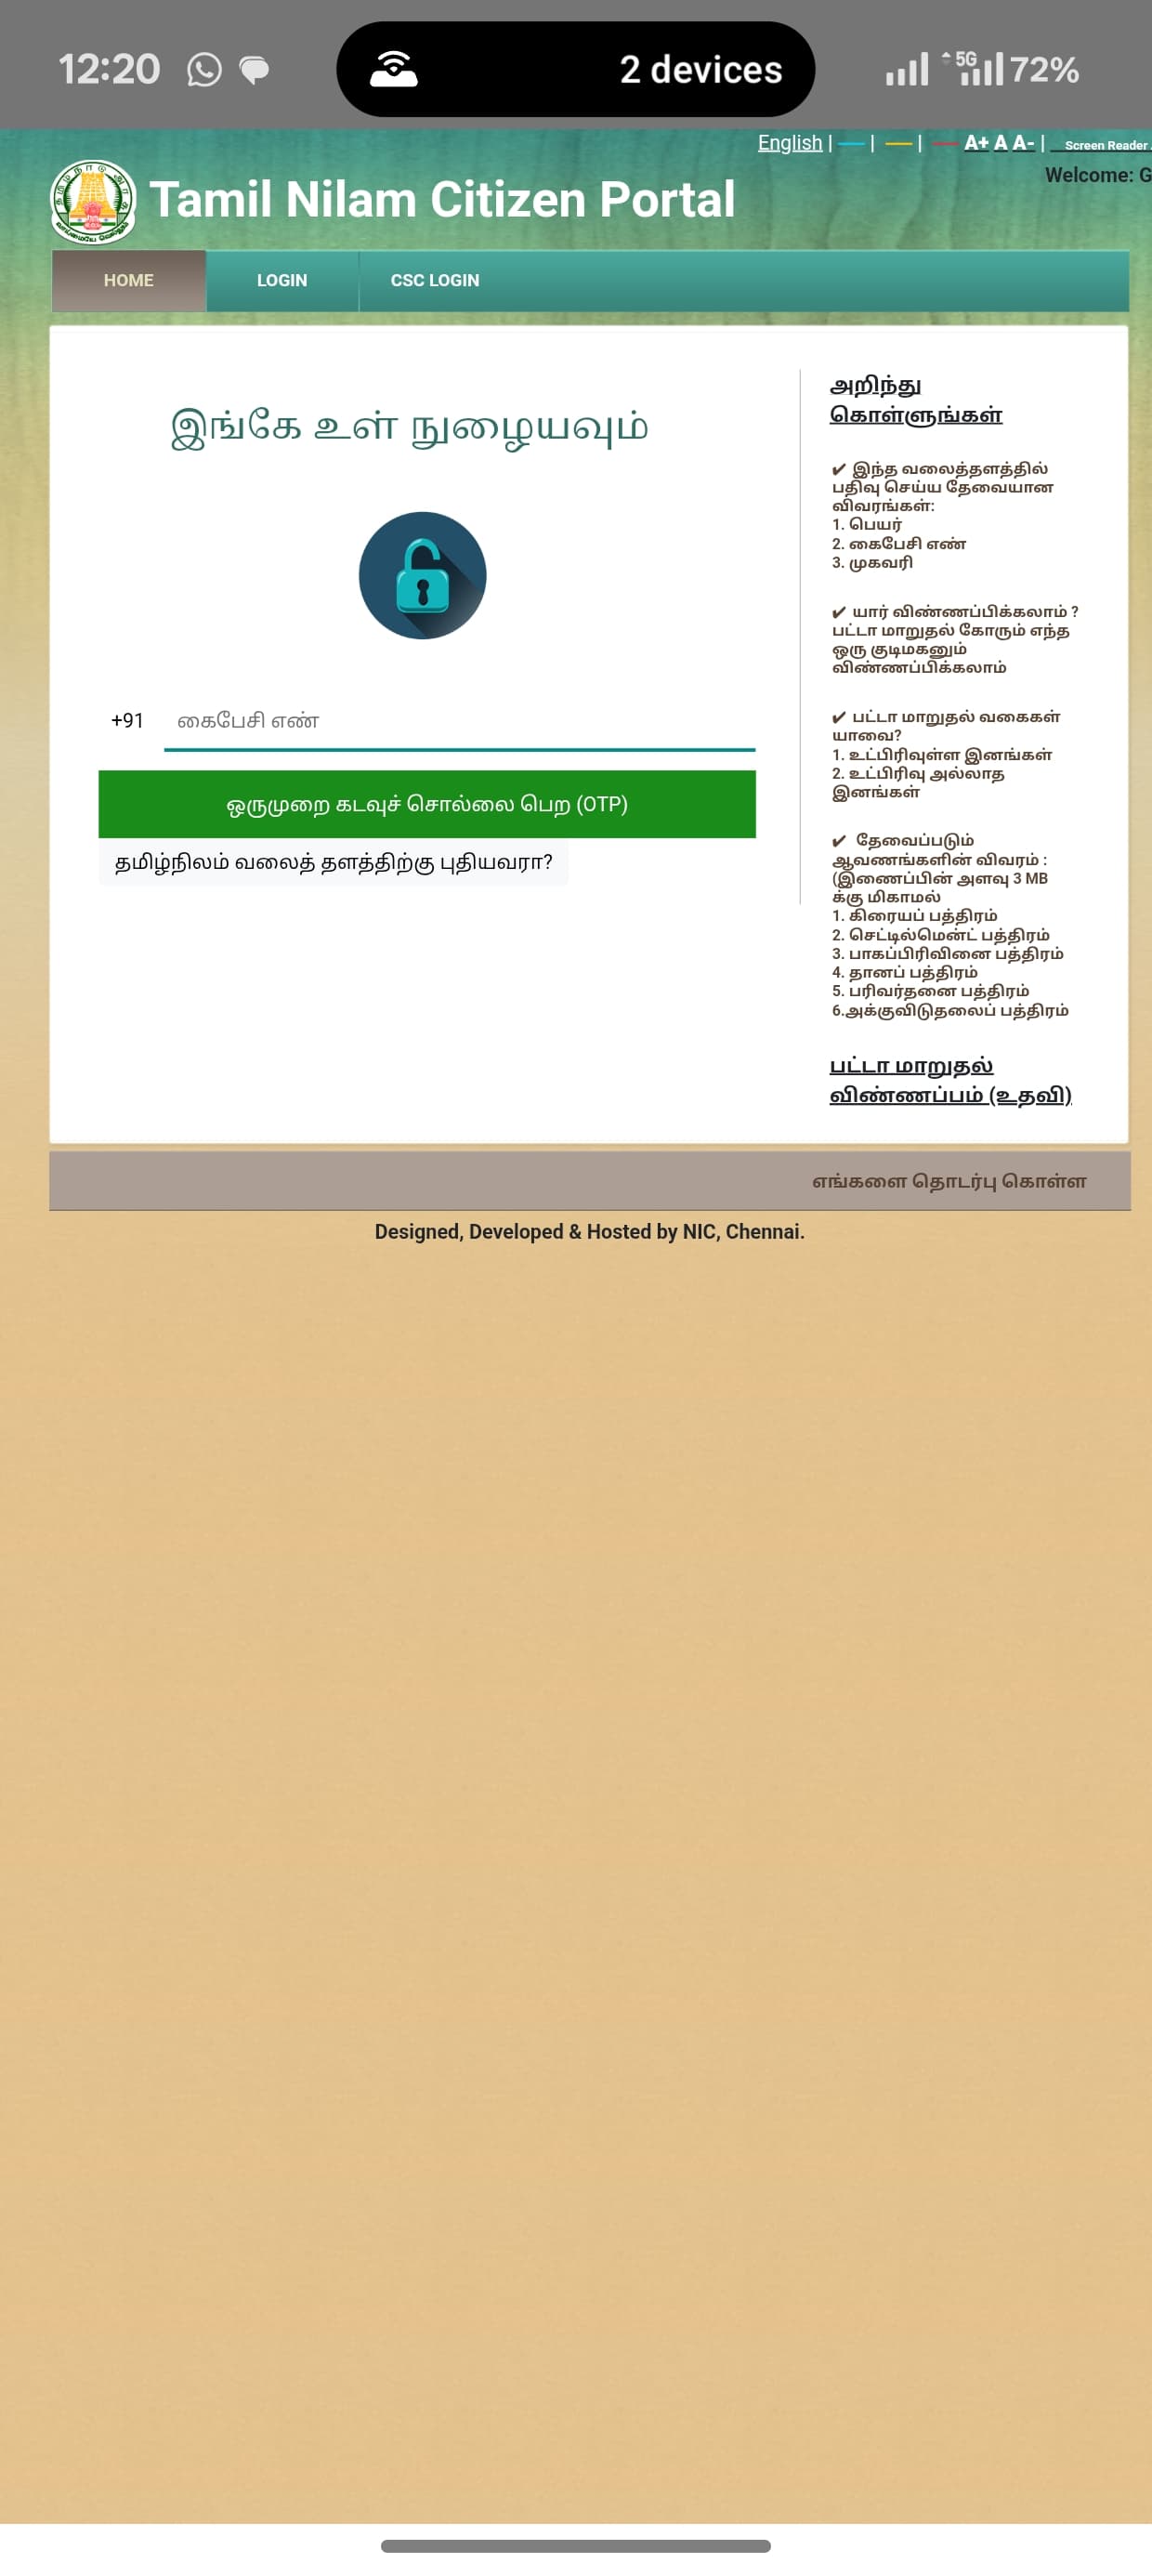 12:20
2 devices
5G
72%
English | | | A+ A A- | Screen Reader
Welcome: G
Tamil Nilam Citizen Portal
HOME
LOGIN
CSC LOGIN
இங்கே உள் நுழையவும்
+91
கைபேசி எண்
ஒருமுறை கடவுச் சொல்லை பெற (OTP)
தமிழ்நிலம் வலைத் தளத்திற்கு புதியவரா?
அறிந்து
கொள்ளுங்கள்
✔ இந்த வலைத்தளத்தில்
பதிவு செய்ய தேவையான
விவரங்கள்:
1. பெயர்
2. கைபேசி எண்
3. முகவரி
✔ யார் விண்ணப்பிக்கலாம் ?
பட்டா மாறுதல் கோரும் எந்த
ஒரு குடிமகனும்
விண்ணப்பிக்கலாம்
✔ பட்டா மாறுதல் வகைகள்
யாவை?
1. உட்பிரிவுள்ள இனங்கள்
2. உட்பிரிவு அல்லாத
இனங்கள்
✔ தேவைப்படும்
ஆவணங்களின் விவரம் :
(இணைப்பின் அளவு 3 MB
க்கு மிகாமல்
1. கிரையப் பத்திரம்
2. செட்டில்மென்ட் பத்திரம்
3. பாகப்பிரிவினை பத்திரம்
4. தானப் பத்திரம்
5. பரிவர்தனை பத்திரம்
6.அக்குவிடுதலைப் பத்திரம்
பட்டா மாறுதல்
விண்ணப்பம் (உதவி)
எங்களை தொடர்பு கொள்ள
Designed, Developed & Hosted by NIC, Chennai.